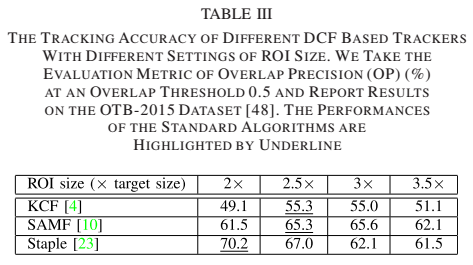 TABLE III
THE TRACKING ACCURACY OF DIFFERENT DCF BASED TRACKERS
WITH DIFFERENT SETTINGS OF ROI SIZE. WE TAKE THE
EVALUATION METRIC OF OVERLAP PRECISION (OP) (%)
AT AN OVERLAP THRESHOLD 0.5 AND REPORT RESULTS
ON THE OTB-2015 DATASET [48]. THE PERFORMANCES
OF THE STANDARD ALGORITHMS ARE
HIGHLIGHTED BY UNDERLINE
ROI size (× target size) 2× 2.5× 3× 3.5×
KCF [4] 49.1 55.3 55.0 51.1
SAMF [10] 61.5 65.3 65.6 62.1
Staple [23] 70.2 67.0 62.1 61.5